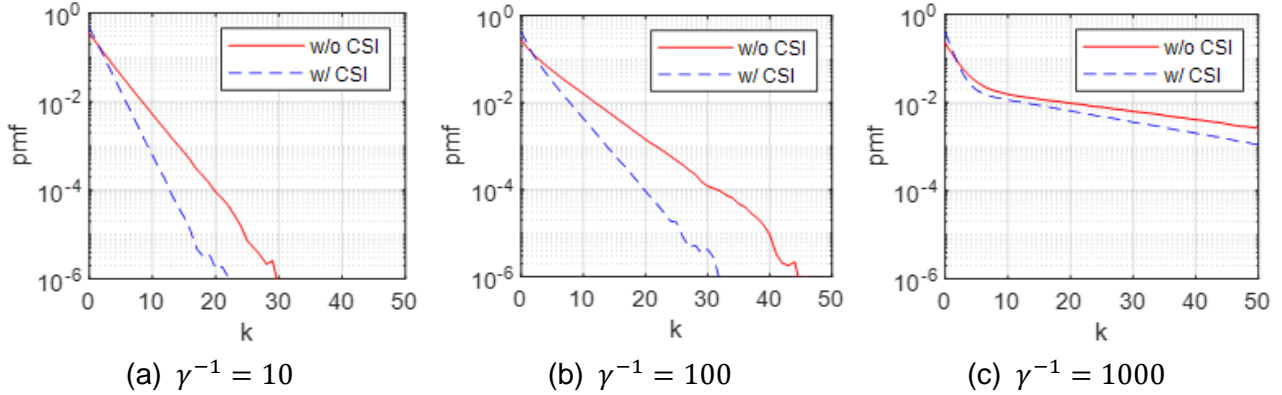 10^0
10^-2
10^-4
10^-6
pmf
w/o CSI
w/ CSI
0 10 20 30 40 50
k
(a) γ^{-1} = 10
10^0
10^-2
10^-4
10^-6
pmf
w/o CSI
w/ CSI
0 10 20 30 40 50
k
(b) γ^{-1} = 100
10^0
10^-2
10^-4
10^-6
pmf
w/o CSI
w/ CSI
0 10 20 30 40 50
k
(c) γ^{-1} = 1000